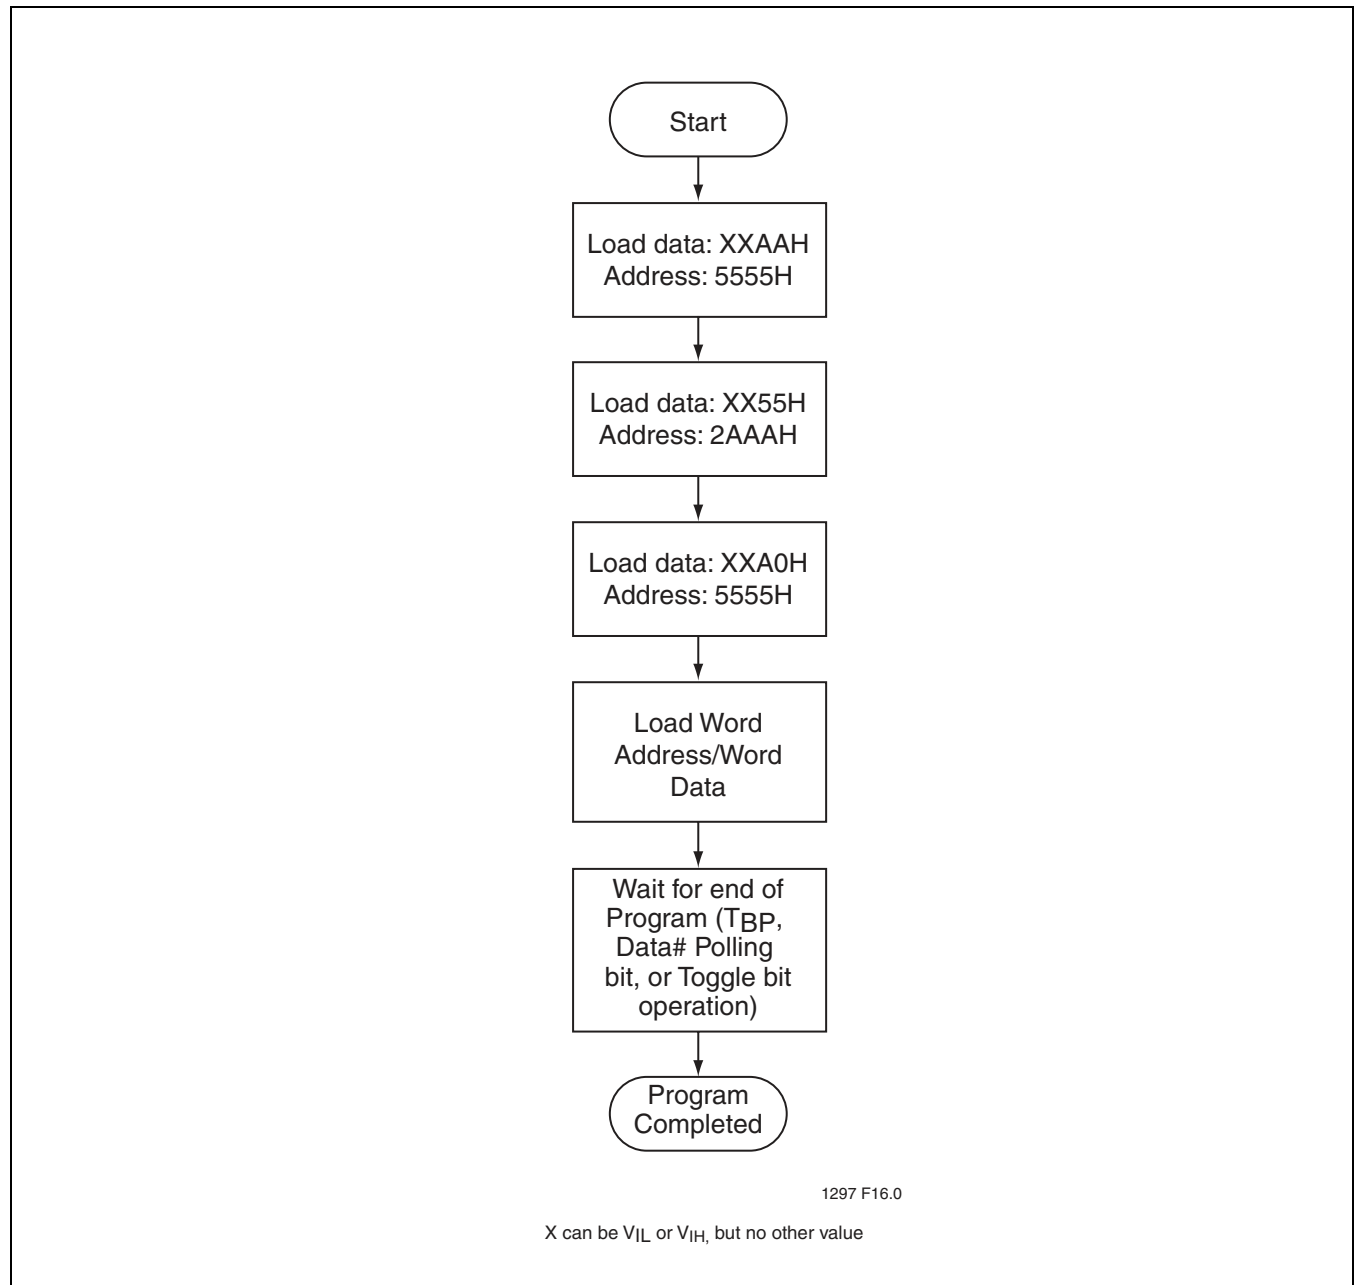 Start
Load data: XXAAH
Address: 5555H
Load data: XX55H
Address: 2AAAH
Load data: XXA0H
Address: 5555H
Load Word
Address/Word
Data
Wait for end of
Program (TBP,
Data# Polling
bit, or Toggle bit
operation)
Program
Completed
1297 F16.0
X can be VIL or VIH, but no other value